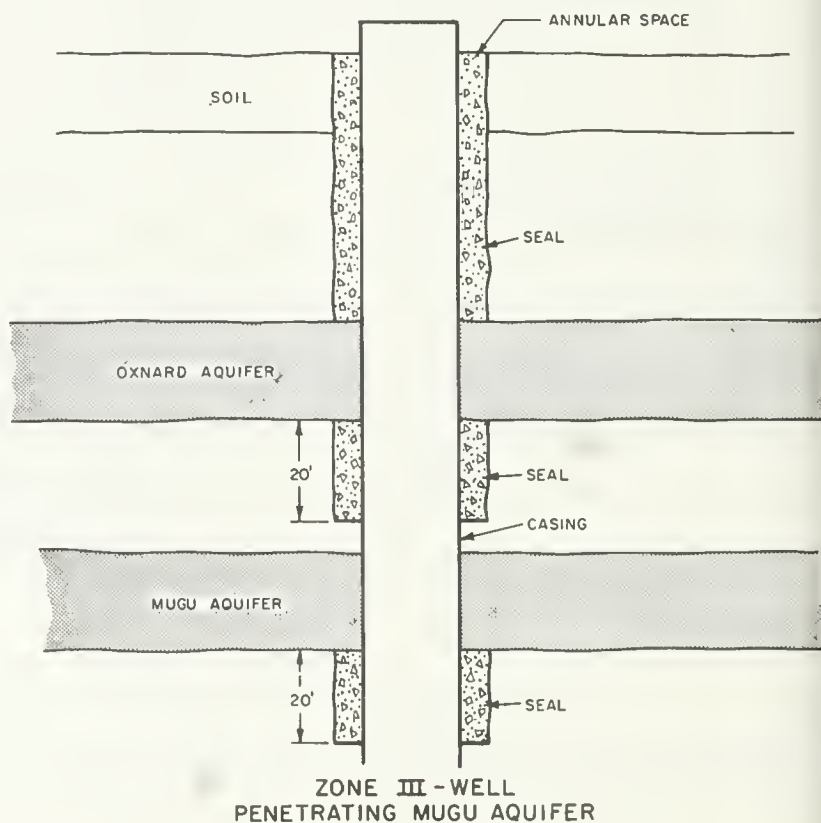 ANNULAR SPACE
SOIL
SEAL
OXNARD AQUIFER
20'
SEAL
CASING
MUGU AQUIFER
20'
SEAL
ZONE III - WELL
PENETRATING MUGU AQUIFER